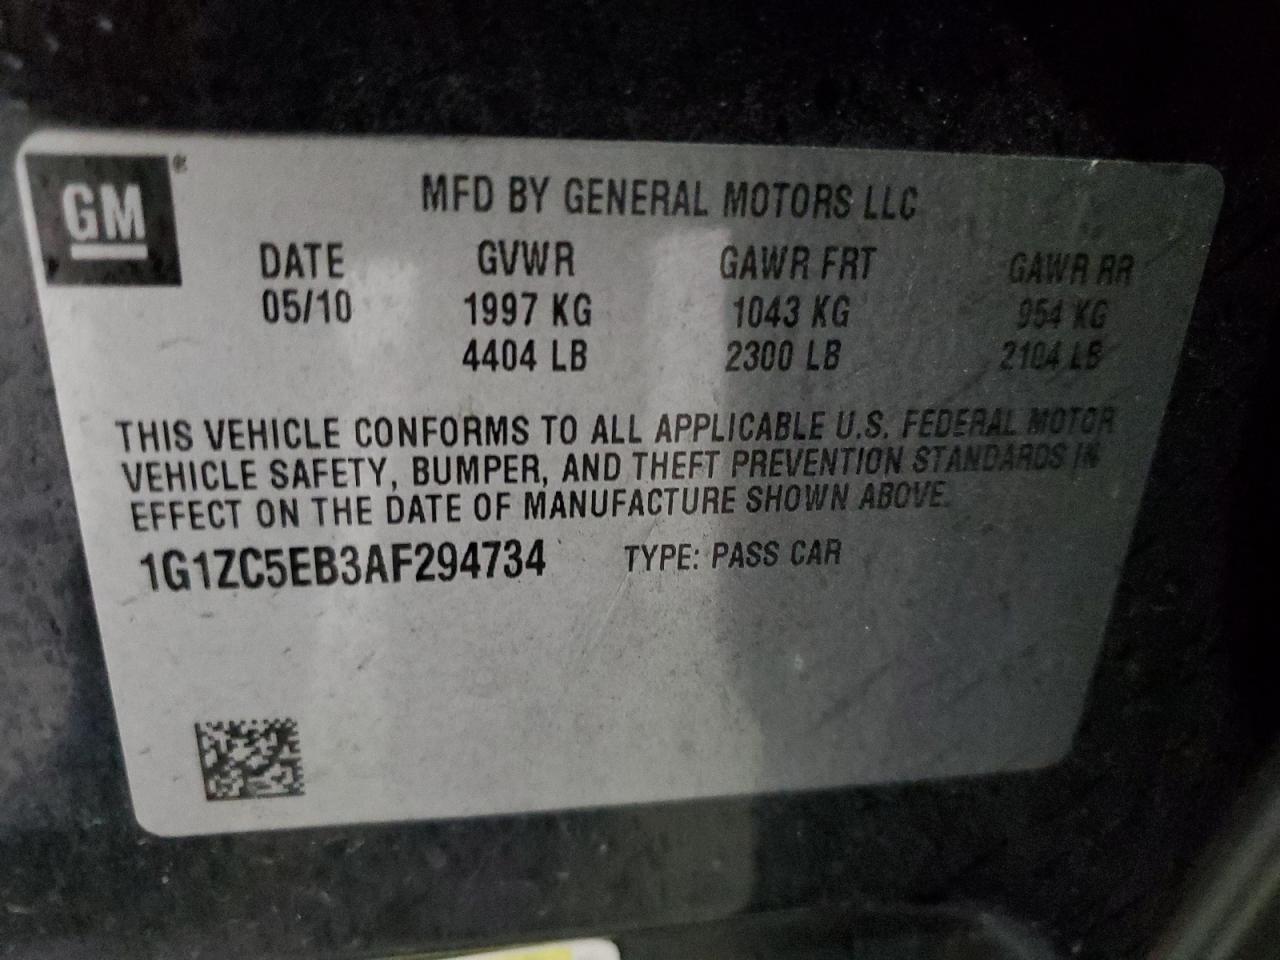 GM ®
MFD BY GENERAL MOTORS LLC
DATE GVWR GAWR FRT GAWR RR
05/10 1997 KG 1043 KG 954 KG
4404 LB 2300 LB 2104 LB
THIS VEHICLE CONFORMS TO ALL APPLICABLE U.S. FEDERAL MOTOR
VEHICLE SAFETY, BUMPER, AND THEFT PREVENTION STANDARDS IN
EFFECT ON THE DATE OF MANUFACTURE SHOWN ABOVE.
1G1ZC5EB3AF294734 TYPE: PASS CAR